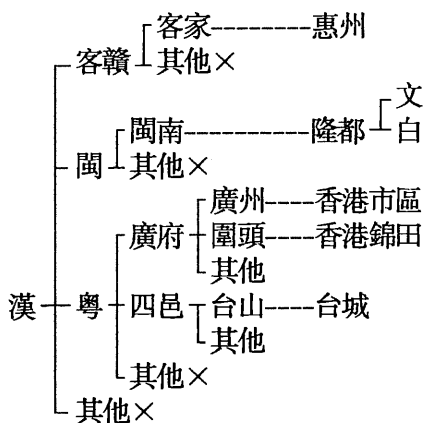 客家 惠州
客贛
其他×
文
閩南 隆都
白
閩
其他×
廣州 香港市區
廣府 圍頭 香港錦田
其他
漢 粵 四邑 台山 台城
其他
其他×
其他×